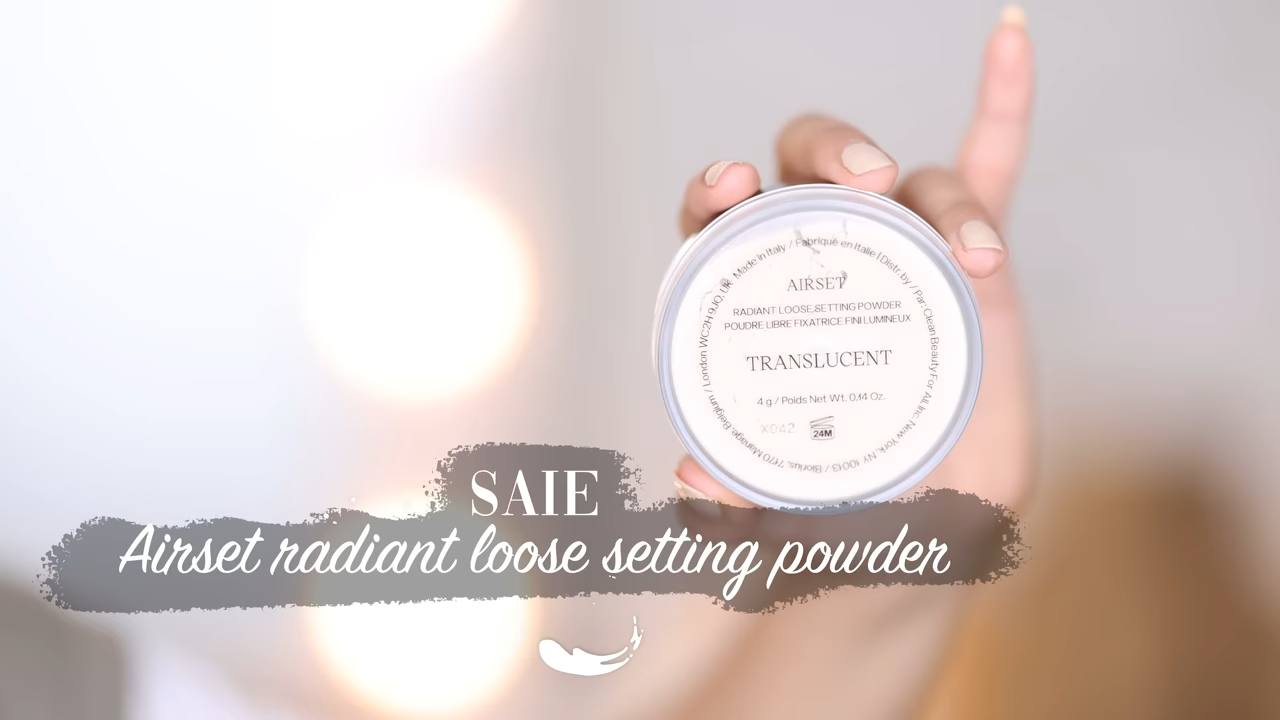 Bioruis, 7170 Manage, Belgium / London WC2H 9JQ, UK. Made in Italy / Fabriqué en Italie | Distr. by / Par: Clean Beauty For All Inc. New York, NY 10013 /
AIRSET
RADIANT LOOSE SETTING POWDER
POUDRE LIBRE FIXATRICE FINI LUMINEUX
TRANSLUCENT
4 g / Poids Net Wt. 0.14 Oz.
X042
24M
SAIE
Airset radiant loose setting powder